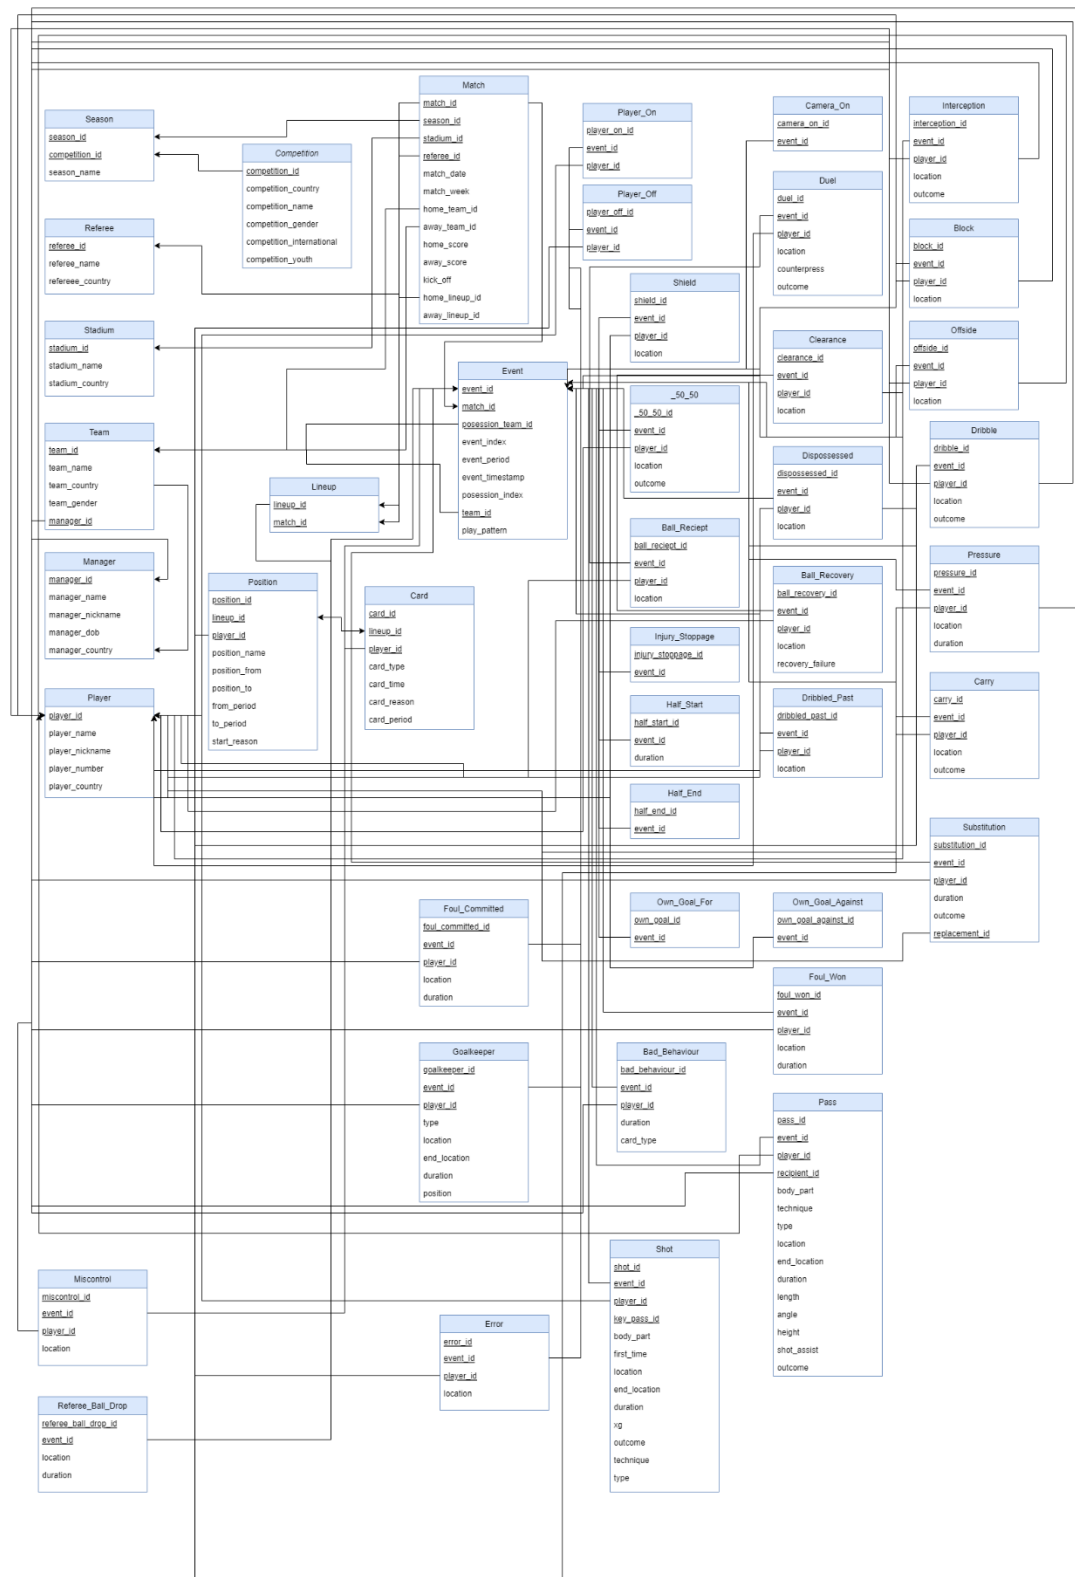 Match
match_id
season_id
stadium_id
referee_id
match_date
match_week
home_team_id
away_team_id
home_score
away_score
kick_off
home_lineup_id
away_lineup_id
Season
season_id
competition_id
season_name
Competition
competition_id
competition_country
competition_name
competition_gender
competition_international
competition_youth
Player_On
player_on_id
event_id
player_id
Camera_On
camera_on_id
event_id
Interception
interception_id
event_id
player_id
location
outcome
Player_Off
player_off_id
event_id
player_id
Duel
duel_id
event_id
player_id
location
counterpress
outcome
Referee
referee_id
referee_name
refereee_country
Block
block_id
event_id
player_id
location
Shield
shield_id
event_id
player_id
location
Stadium
stadium_id
stadium_name
stadium_country
Clearance
clearance_id
event_id
player_id
location
Offside
offside_id
event_id
player_id
location
Event
event_id
match_id
posession_team_id
event_index
event_period
event_timestamp
posession_index
team_id
play_pattern
_50_50
_50_50_id
event_id
player_id
location
outcome
Team
team_id
team_name
team_country
team_gender
manager_id
Dribble
dribble_id
event_id
player_id
location
outcome
Dispossessed
dispossessed_id
event_id
player_id
location
Lineup
lineup_id
match_id
Ball_Reciept
ball_reciept_id
event_id
player_id
location
Manager
manager_id
manager_name
manager_nickname
manager_dob
manager_country
Pressure
pressure_id
event_id
player_id
location
duration
Position
position_id
lineup_id
player_id
position_name
position_from
position_to
from_period
to_period
start_reason
Card
card_id
lineup_id
player_id
card_type
card_time
card_reason
card_period
Ball_Recovery
ball_recovery_id
event_id
player_id
location
recovery_failure
Injury_Stoppage
injury_stoppage_id
event_id
Carry
carry_id
event_id
player_id
location
outcome
Player
player_id
player_name
player_nickname
player_number
player_country
Half_Start
half_start_id
event_id
duration
Dribbled_Past
dribbled_past_id
event_id
player_id
location
Half_End
half_end_id
event_id
Substitution
substitution_id
event_id
player_id
duration
outcome
replacement_id
Foul_Committed
foul_committed_id
event_id
player_id
location
duration
Own_Goal_For
own_goal_id
event_id
Own_Goal_Against
own_goal_against_id
event_id
Foul_Won
foul_won_id
event_id
player_id
location
duration
Goalkeeper
goalkeeper_id
event_id
player_id
type
location
end_location
duration
position
Bad_Behaviour
bad_behaviour_id
event_id
player_id
duration
card_type
Pass
pass_id
event_id
player_id
recipient_id
body_part
technique
type
location
end_location
duration
length
angle
height
shot_assist
outcome
Shot
shot_id
event_id
player_id
key_pass_id
body_part
first_time
location
end_location
duration
xg
outcome
technique
type
Miscontrol
miscontrol_id
event_id
player_id
location
Error
error_id
event_id
player_id
location
Referee_Ball_Drop
referee_ball_drop_id
event_id
location
duration